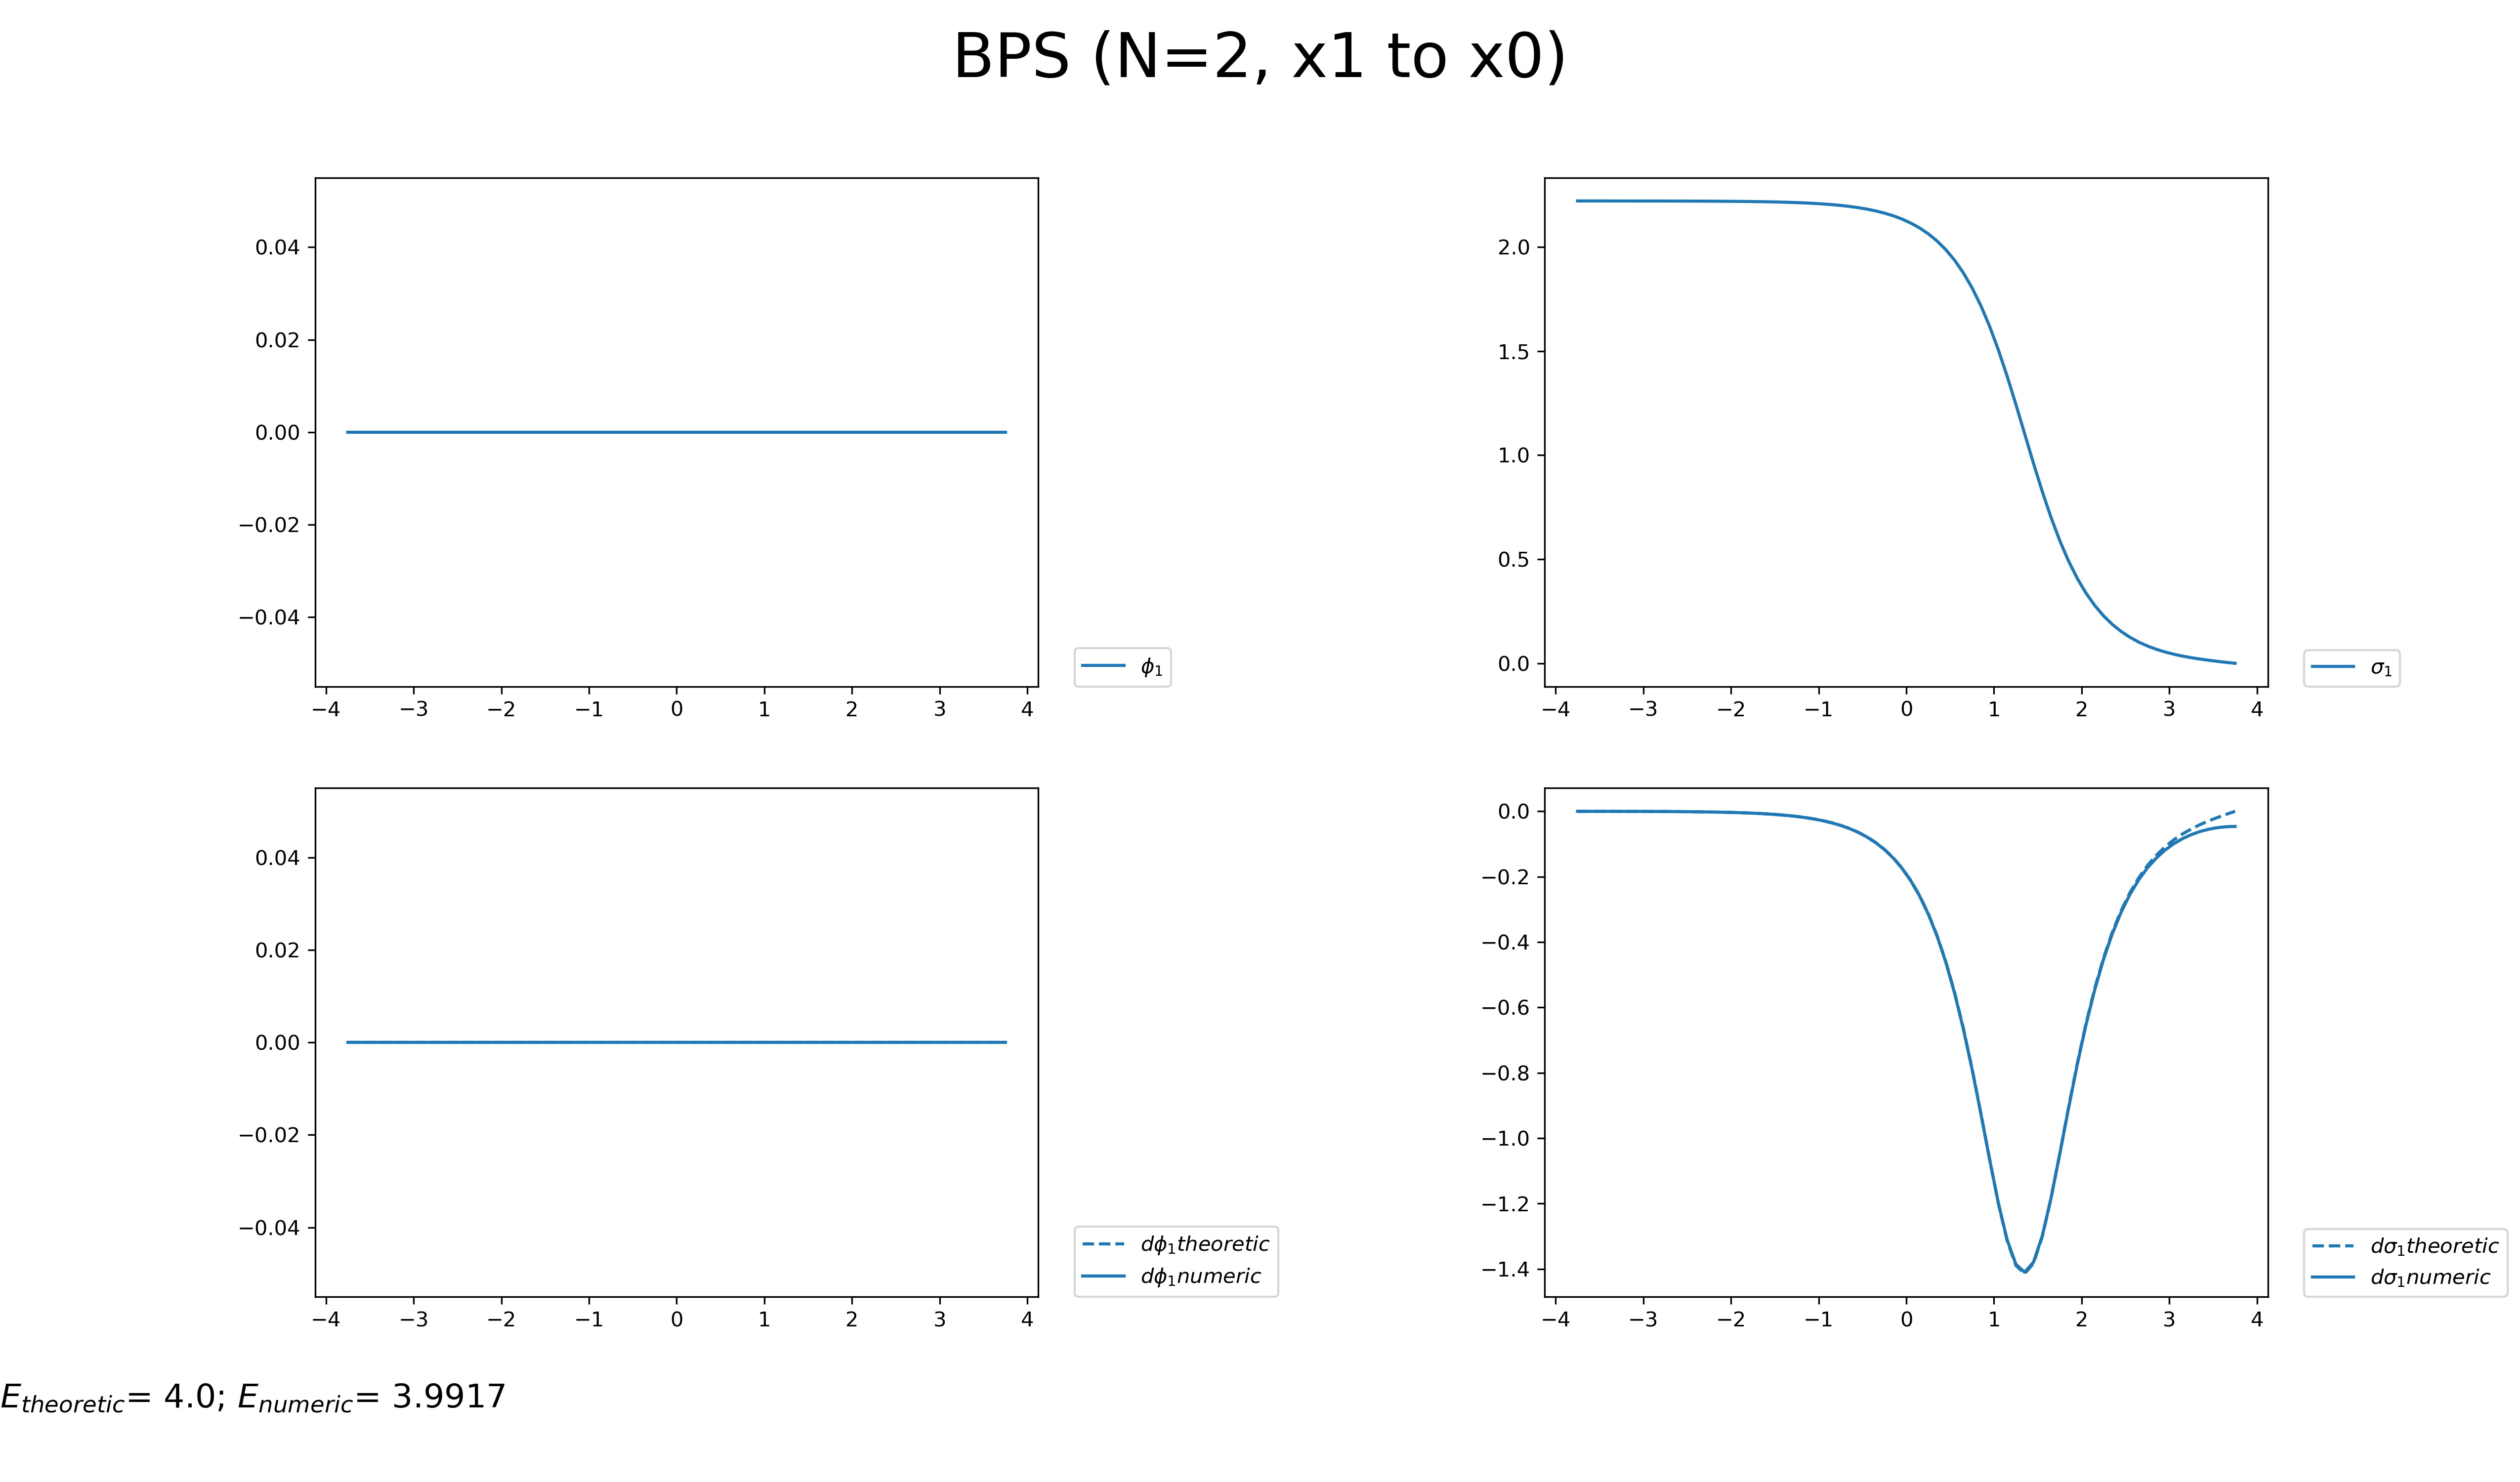 BPS (N=2, x1 to x0)
0.04
0.02
0.00
−0.02
−0.04
−4 −3 −2 −1 0 1 2 3 4
ϕ₁
2.0
1.5
1.0
0.5
0.0
−4 −3 −2 −1 0 1 2 3 4
σ₁
0.04
0.02
0.00
−0.02
−0.04
−4 −3 −2 −1 0 1 2 3 4
dϕ₁theoretic
dϕ₁numeric
0.0
−0.2
−0.4
−0.6
−0.8
−1.0
−1.2
−1.4
−4 −3 −2 −1 0 1 2 3 4
dσ₁theoretic
dσ₁numeric
E_theoretic= 4.0; E_numeric= 3.9917